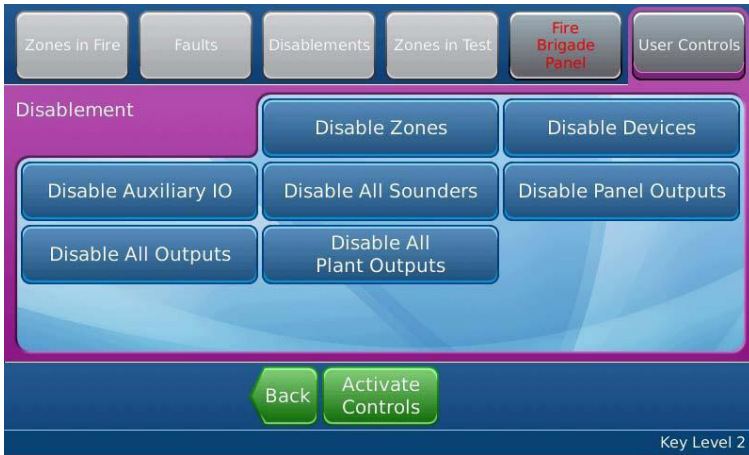 Zones in Fire
Faults
Disablements
Zones in Test
Fire
Brigade
Panel
User Controls
Disablement
Disable Zones
Disable Devices
Disable Auxiliary IO
Disable All Sounders
Disable Panel Outputs
Disable All Outputs
Disable All
Plant Outputs
Back
Activate
Controls
Key Level 2